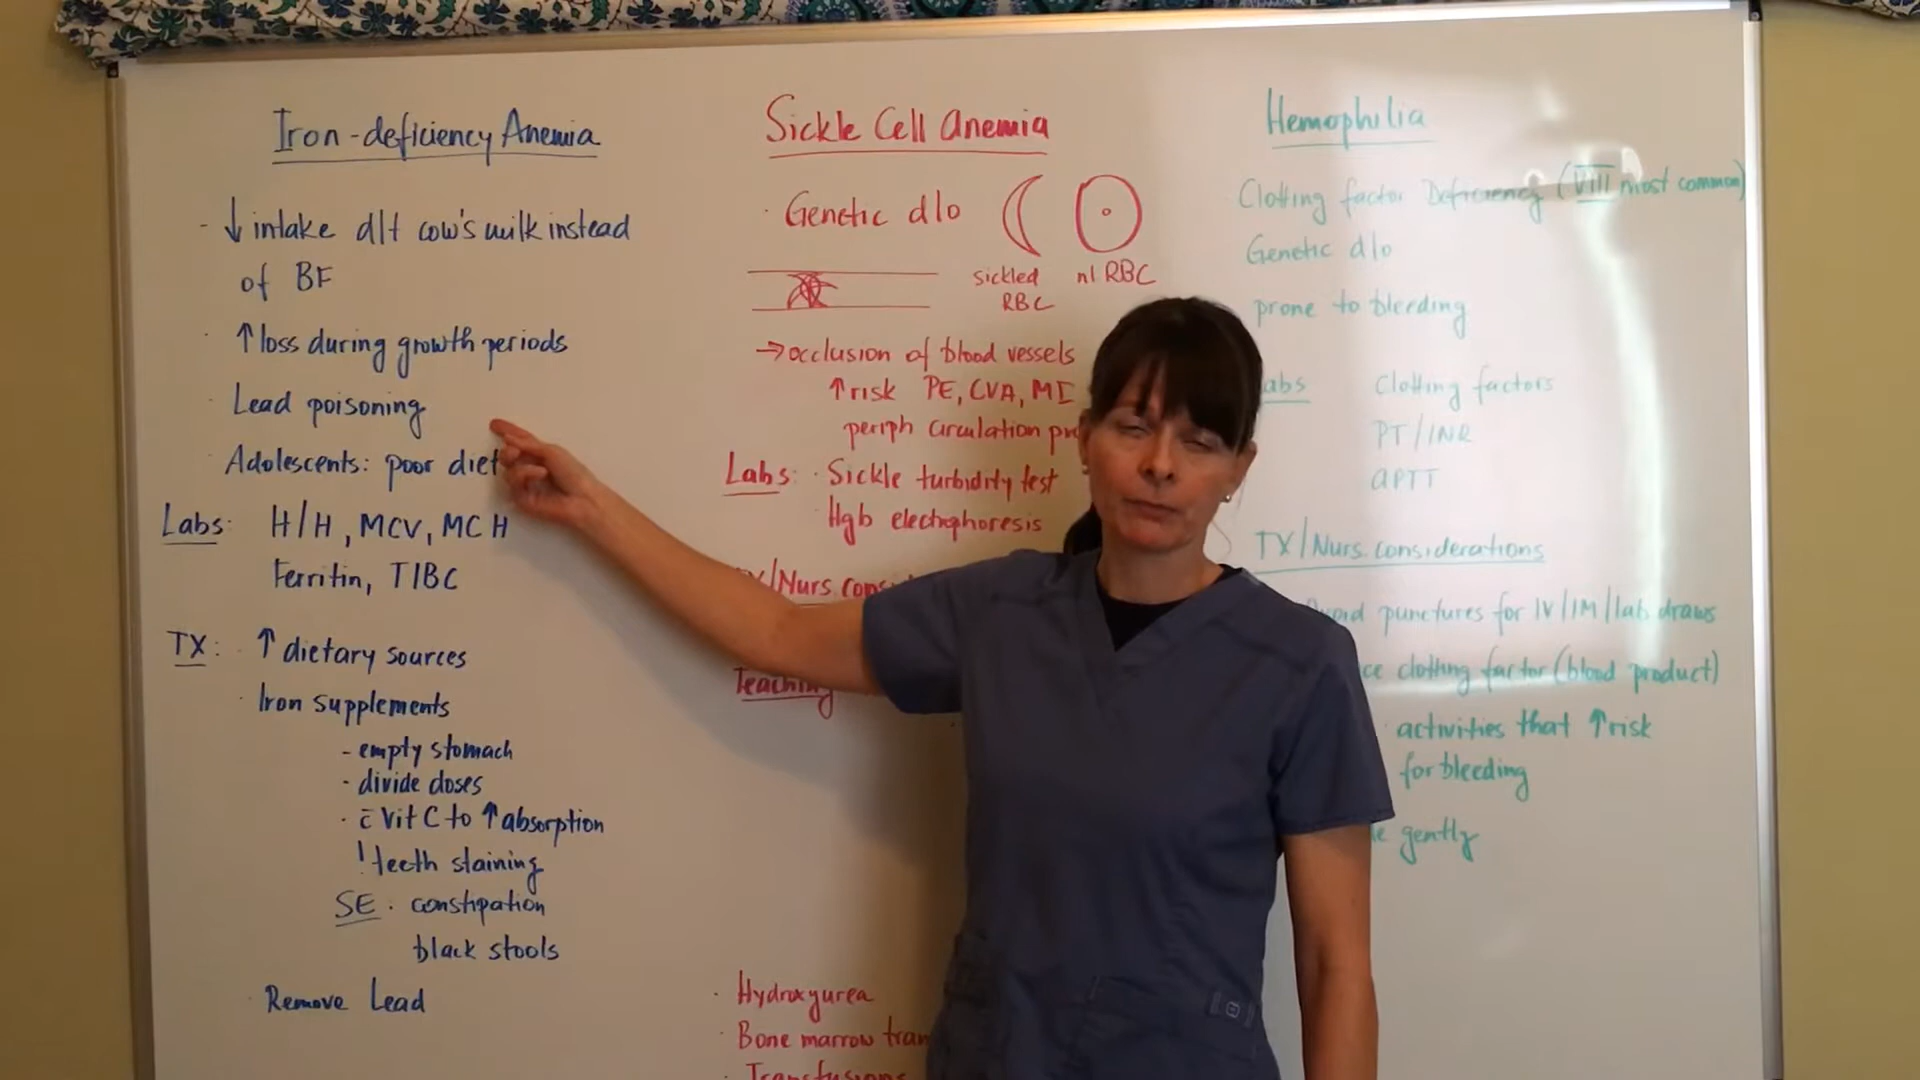 Iron-deficiency Anemia
- ↓ intake d/t cow's milk instead
of BF
· ↑ loss during growth periods
· Lead poisoning
· Adolescents: poor diet
Labs: H/H, MCV, MCH
Ferritin, TIBC
TX: · ↑ dietary sources
· Iron supplements
- empty stomach
- divide doses
· c̄ Vit C to ↑ absorption
! teeth staining
SE: constipation
black stools
· Remove Lead
Sickle Cell Anemia
· Genetic d/o
sickled
RBC
nl RBC
→ occlusion of blood vessels
↑ risk PE, CVA, MI
periph circulation
Labs: · Sickle turbidity test
· Hgb electrophoresis
/Nurs.
Teaching
· Hydroxyurea
· Bone marrow
Transfusions
Hemophilia
Clotting factor Deficiency (VIII most common)
Genetic d/o
prone to bleeding
abs Clotting factors
PT/INR
aPTT
TX/Nurs. considerations
punctures for IV/IM/lab draws
clotting factor (blood product)
activities that ↑ risk
for bleeding
gently